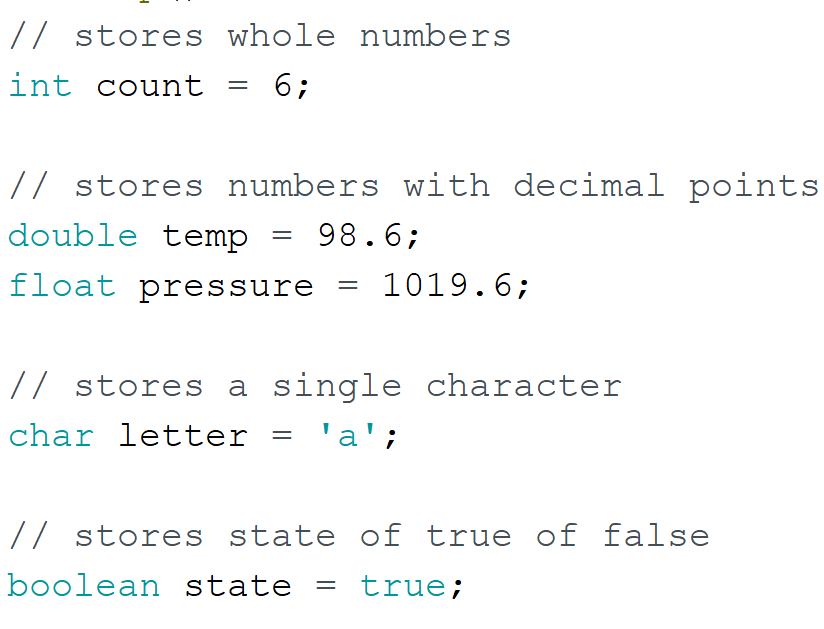 // stores whole numbers
int count = 6;
// stores numbers with decimal points
double temp = 98.6;
float pressure = 1019.6;
// stores a single character
char letter = 'a';
// stores state of true of false
boolean state = true;